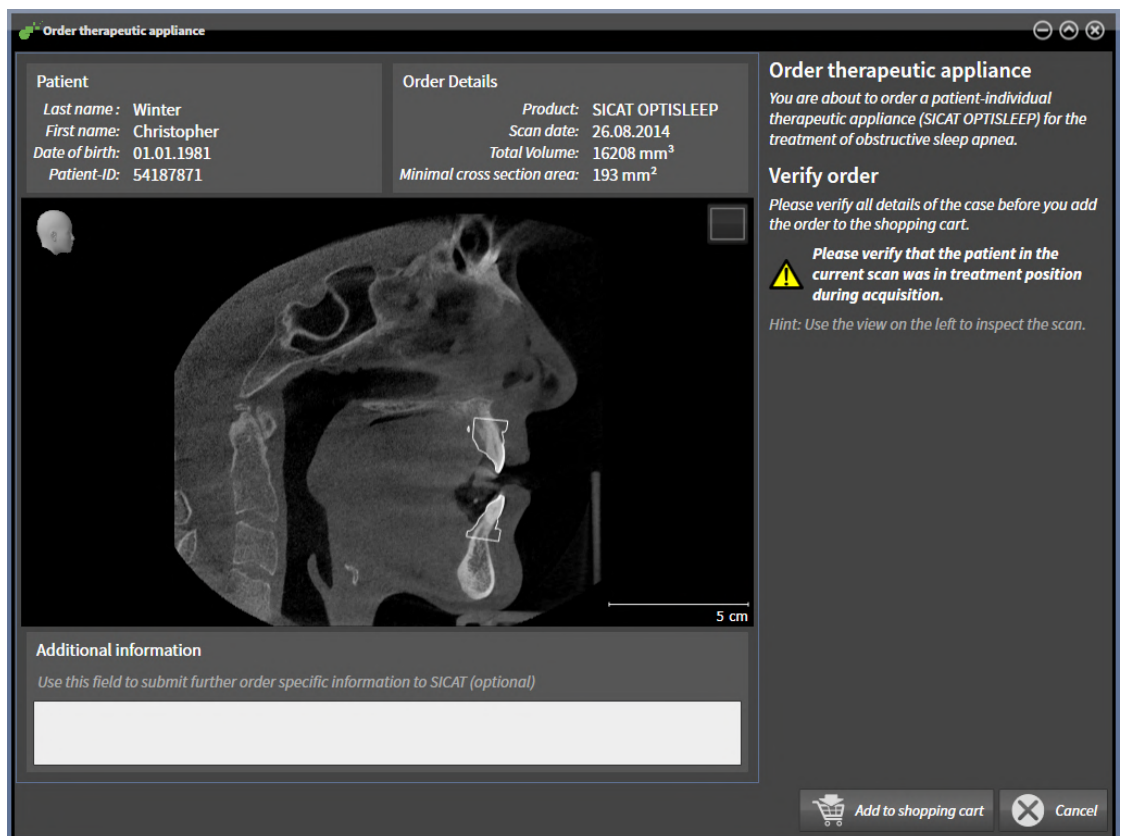 Order therapeutic appliance
Patient
Last name : Winter
First name: Christopher
Date of birth: 01.01.1981
Patient-ID: 54187871
Order Details
Product: SICAT OPTISLEEP
Scan date: 26.08.2014
Total Volume: 16208 mm³
Minimal cross section area: 193 mm²
5 cm
Additional information
Use this field to submit further order specific information to SICAT (optional)
Order therapeutic appliance
You are about to order a patient-individual
therapeutic appliance (SICAT OPTISLEEP) for the
treatment of obstructive sleep apnea.
Verify order
Please verify all details of the case before you add
the order to the shopping cart.
Please verify that the patient in the
current scan was in treatment position
during acquisition.
Hint: Use the view on the left to inspect the scan.
Add to shopping cart
Cancel